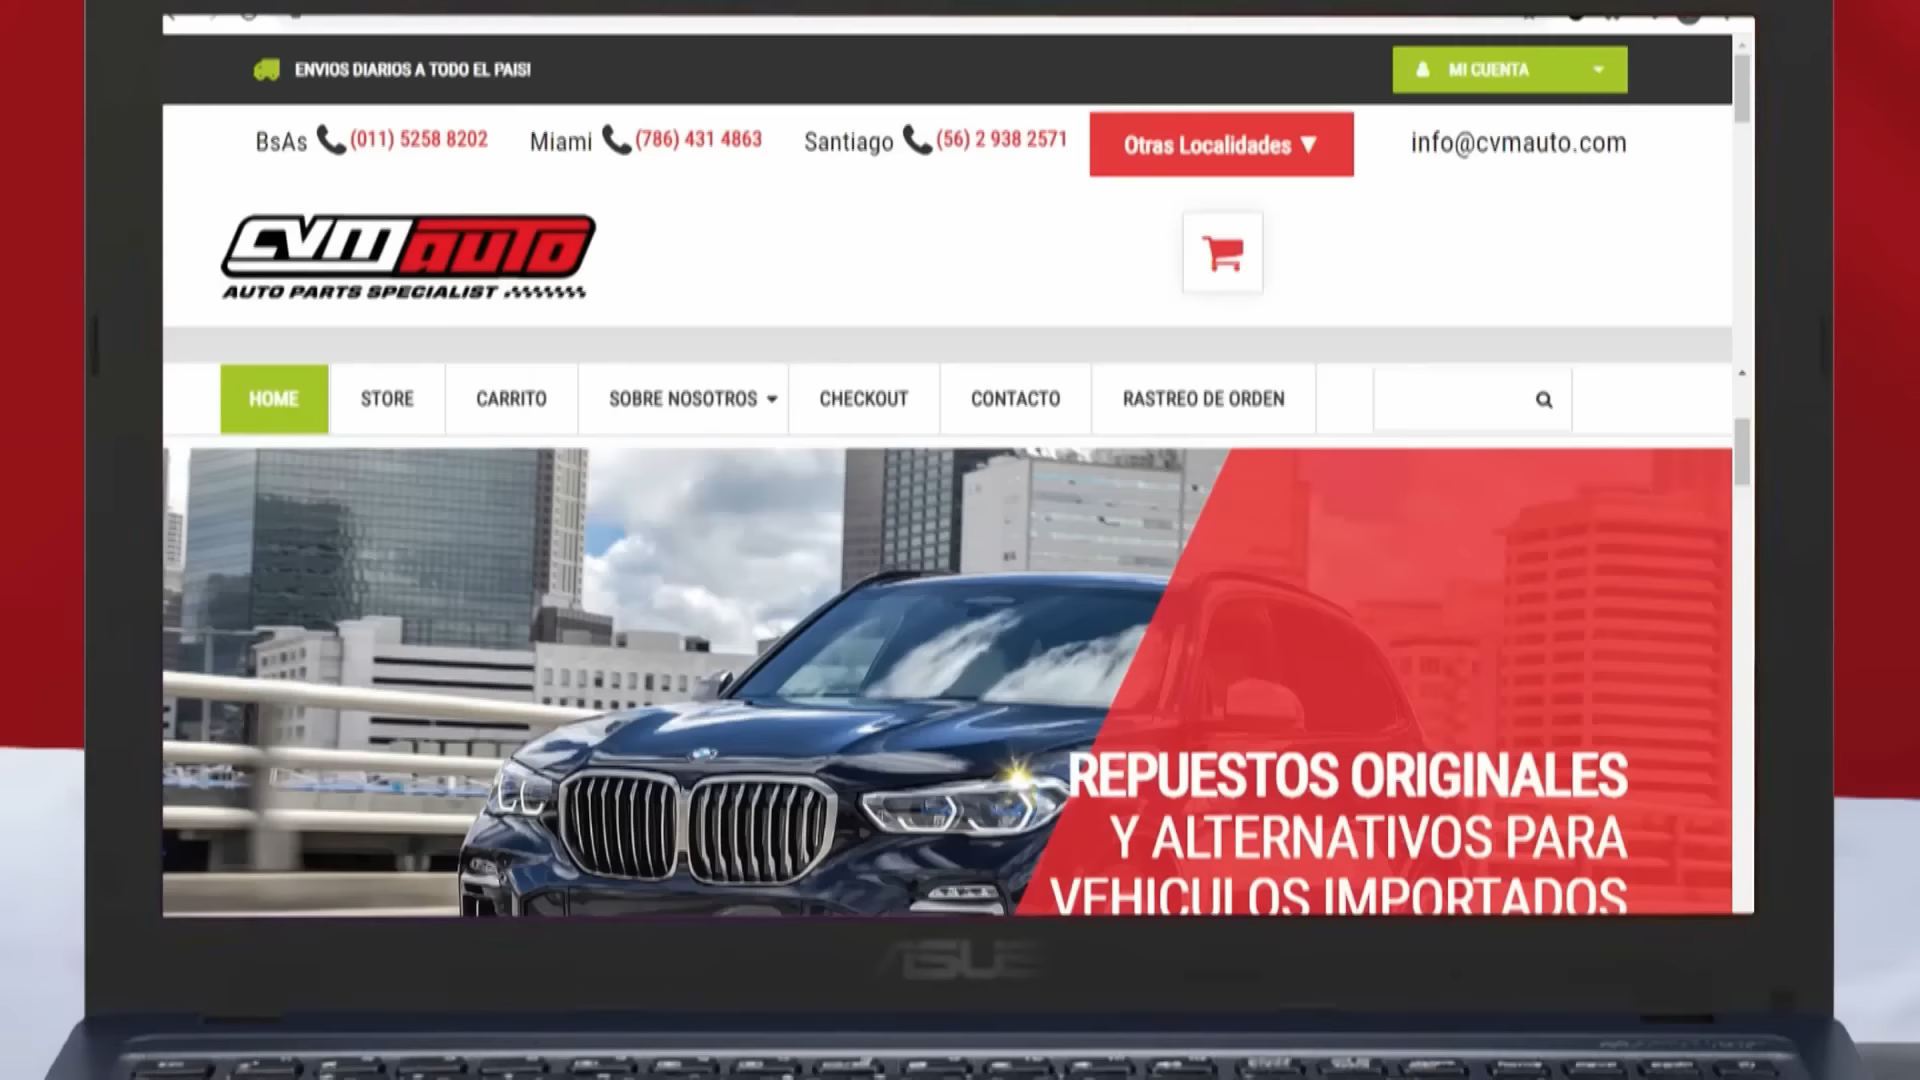 ENVIOS DIARIOS A TODO EL PAIS!
MI CUENTA
BsAs (011) 5258 8202 Miami (786) 431 4863 Santiago (56) 2 938 2571 Otras Localidades ▼ info@cvmauto.com
CVM AUTO
AUTO PARTS SPECIALIST
HOME STORE CARRITO SOBRE NOSOTROS CHECKOUT CONTACTO RASTREO DE ORDEN
REPUESTOS ORIGINALES
Y ALTERNATIVOS PARA
VEHICULOS IMPORTADOS
ASUS